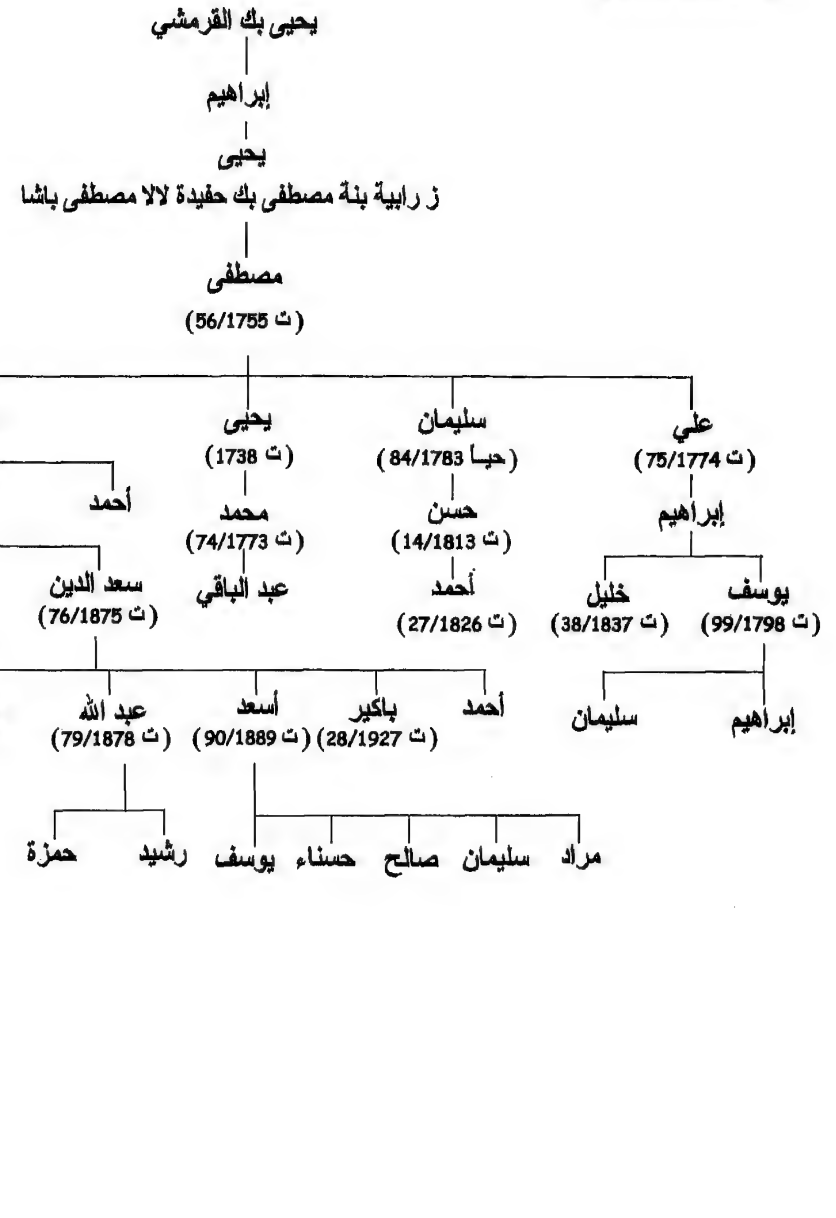 يحيى بك القرمشي
إبراهيم
يحيى
ز رابية بنة مصطفى بك حفيدة لالا مصطفى باشا
مصطفى
(ت 56/1755)
علي سليمان يحيى
(ت 75/1774) (حياً 84/1783) (ت 1738)
إبراهيم حسن محمد أحمد
(ت 14/1813) (ت 74/1773)
يوسف خليل أحمد عبد الباقي سعد الدين
(ت 99/1798) (ت 38/1837) (ت 27/1826) (ت 76/1875)
إبراهيم سليمان أحمد باكير أسعد عبد الله
(ت 28/1927) (ت 90/1889) (ت 79/1878)
مراد سليمان صالح حسناء يوسف رشيد حمزة